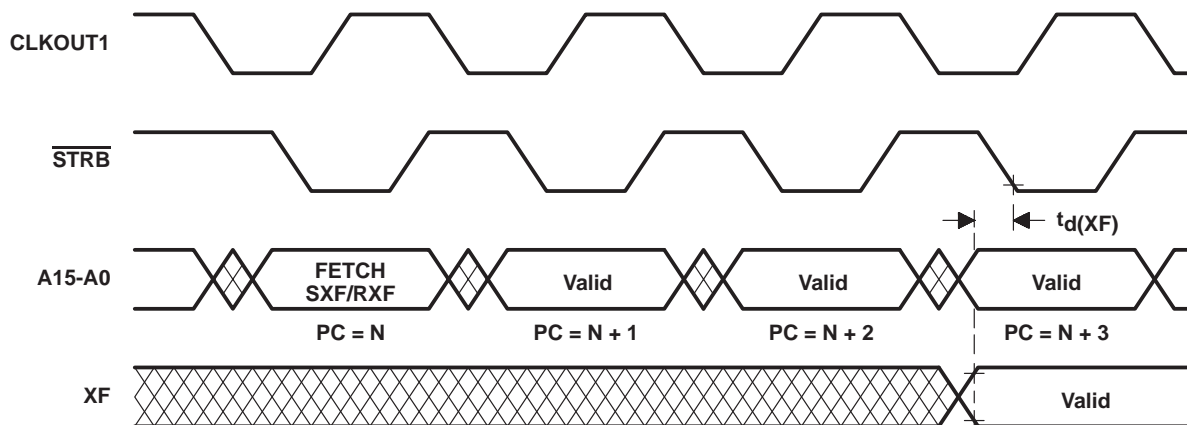 CLKOUT1
STRB
td(XF)
A15-A0
FETCH
SXF/RXF
Valid
Valid
Valid
PC = N
PC = N + 1
PC = N + 2
PC = N + 3
XF
Valid